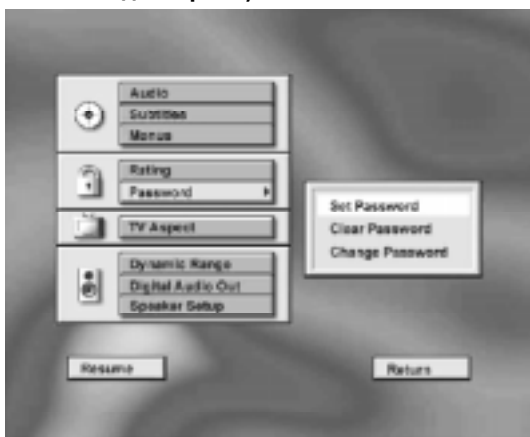 Audio
Subtitles
Menus
Rating
Password
TV Aspect
Dynamic Range
Digital Audio Out
Speaker Setup
Set Password
Clear Password
Change Password
Resume
Return